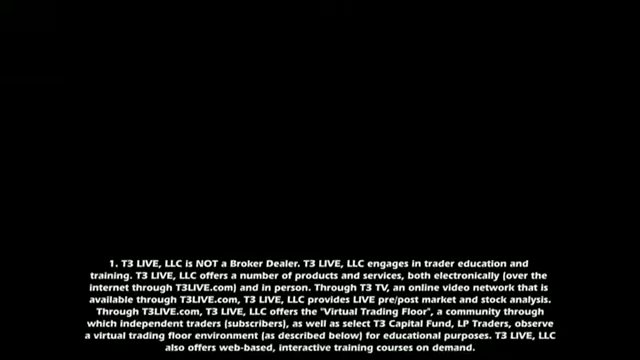 1. T3 LIVE, LLC is NOT a Broker Dealer. T3 LIVE, LLC engages in trader education and
training. T3 LIVE, LLC offers a number of products and services, both electronically (over the
internet through T3LIVE.com) and in person. Through T3 TV, an online video network that is
available through T3LIVE.com, T3 LIVE, LLC provides LIVE pre/post market and stock analysis.
Through T3LIVE.com, T3 LIVE, LLC offers the "Virtual Trading Floor", a community through
which independent traders (subscribers), as well as select T3 Capital Fund, LP Traders, observe
a virtual trading floor environment (as described below) for educational purposes. T3 LIVE, LLC
also offers web-based, interactive training courses on demand.